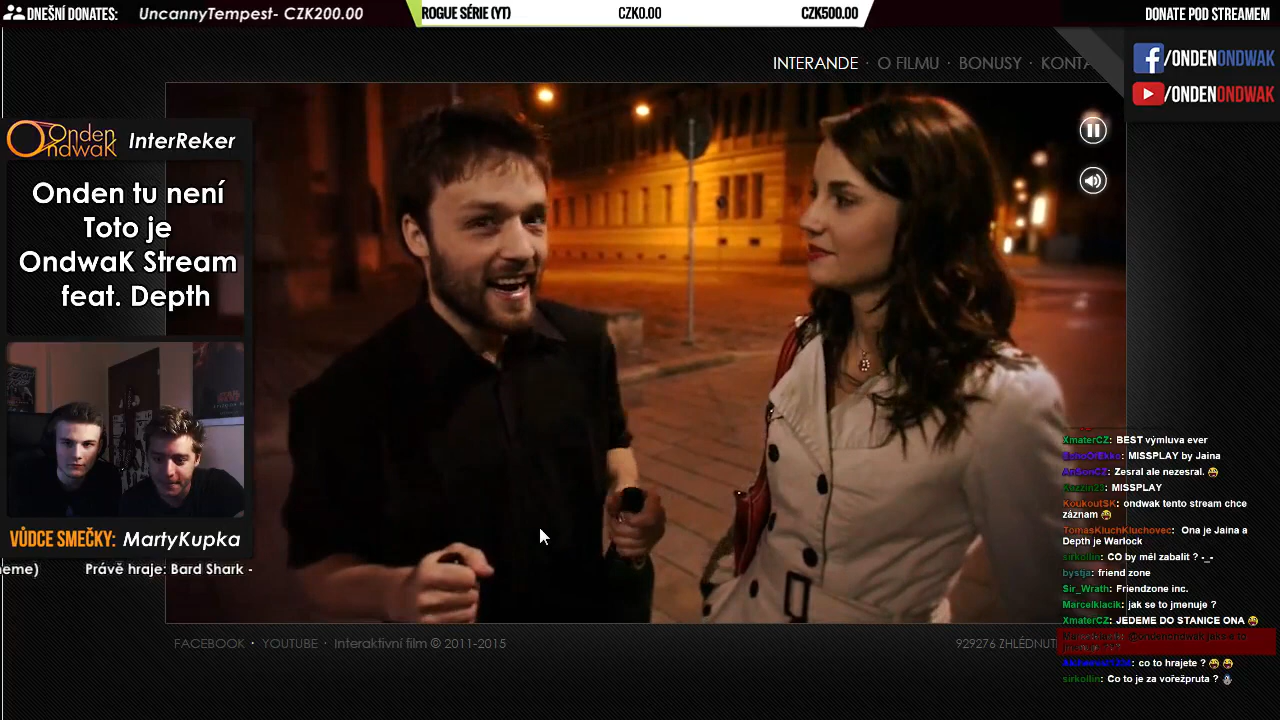 DNEŠNÍ DONATES: UncannyTempest- CZK200.00
ROGUE SÉRIE (YT) CZK0.00 CZK500.00
DONATE POD STREAMEM
INTERANDE · O FILMU · BONUSY · KONTA
/ONDENONDWAK
/ONDENONDWAK
Onden OndwaK InterReker
Onden tu není
Toto je
OndwaK Stream
feat. Depth
VŮDCE SMEČKY: MartyKupka
eme) Právě hraje: Bard Shark -
FACEBOOK · YOUTUBE · Interaktivní film © 2011-2015
929276 ZHLÉDNUT
XmaterCZ: BEST výmluva ever
: MISSPLAY by Jaina
AnSonCZ: Zesral ale nezesral.
: MISSPLAY
KoukoutSK: ondwak tento stream chce
záznam
TomasKluchKluchovec: Ona je Jaina a
Depth je Warlock
sirkollin: CO by měl zabalit ? -_-
bystja: friend zone
Sir_Wrath: Friendzone inc.
Marcelklacik: jak se to jmenuje ?
XmaterCZ: JEDEME DO STANICE ONA
: co to hrajete ?
sirkollin: Co to je za vořežpruta ?